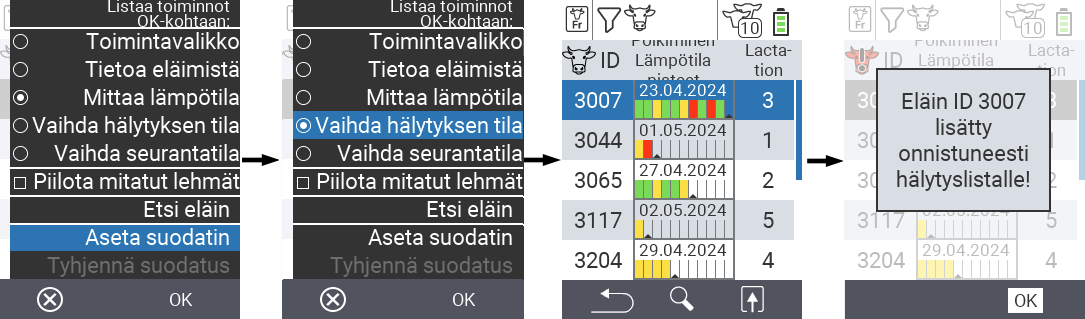 Listaa toiminnot
OK-kohtaan:
Toimintavalikko
Tietoa eläimistä
Mittaa lämpötila
Vaihda hälytyksen tila
Vaihda seurantatila
Piilota mitatut lehmät
Etsi eläin
Aseta suodatin
Tyhjennä suodatus
OK
Listaa toiminnot
OK-kohtaan:
Toimintavalikko
Tietoa eläimistä
Mittaa lämpötila
Vaihda hälytyksen tila
Vaihda seurantatila
Piilota mitatut lehmät
Etsi eläin
Aseta suodatin
Tyhjennä suodatus
OK
Fr
10
ID
Poikiminen
Lämpötila
pisteet
Lacta-
tion
3007 23.04.2024 3
3044 01.05.2024 1
3065 27.04.2024 2
3117 02.05.2024 5
3204 29.04.2024 4
Fr
10
ID
Poikiminen
Lämpötila
Lacta-
tion
Eläin ID 3007
lisätty
onnistuneesti
hälytyslistalle!
3117 02.05.2024 5
3204 29.04.2024 4
OK